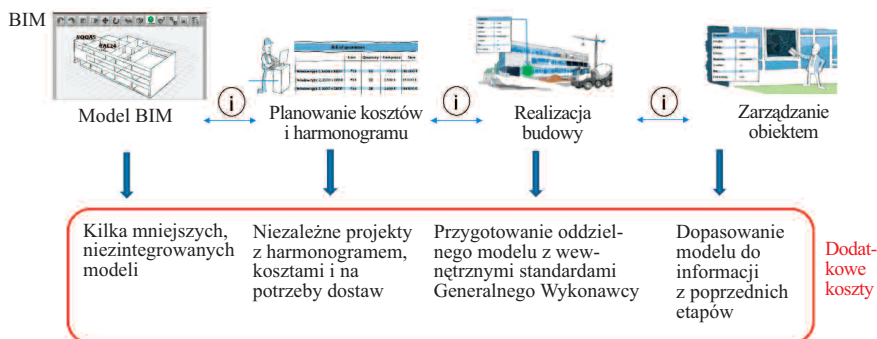 BIM
Model BIM
i
Planowanie kosztów
i harmonogramu
i
Realizacja
budowy
i
Zarządzanie
obiektem
Kilka mniejszych,
niezintegrowanych
modeli
Niezależne projekty
z harmonogramem,
kosztami i na
potrzeby dostaw
Przygotowanie oddziel-
nego modelu z wew-
nętrznymi standardami
Generalnego Wykonawcy
Dopasowanie
modelu do
informacji
z poprzednich
etapów
Dodat-
kowe
koszty